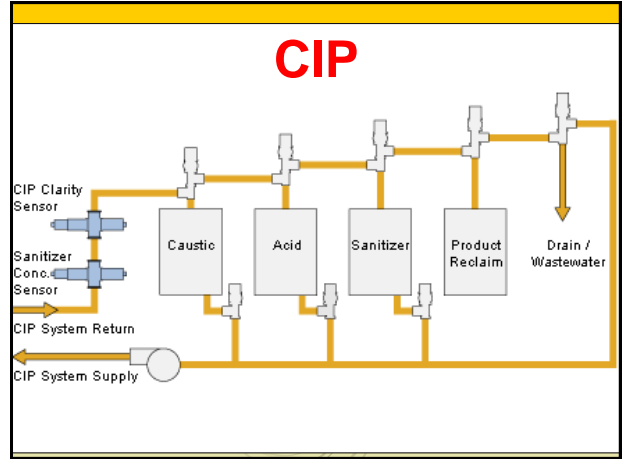 CIP
CIP Clarity
Sensor
Sanitizer
Conc.
Sensor
CIP System Return
CIP System Supply
Caustic
Acid
Sanitizer
Product
Reclaim
Drain /
Wastewater